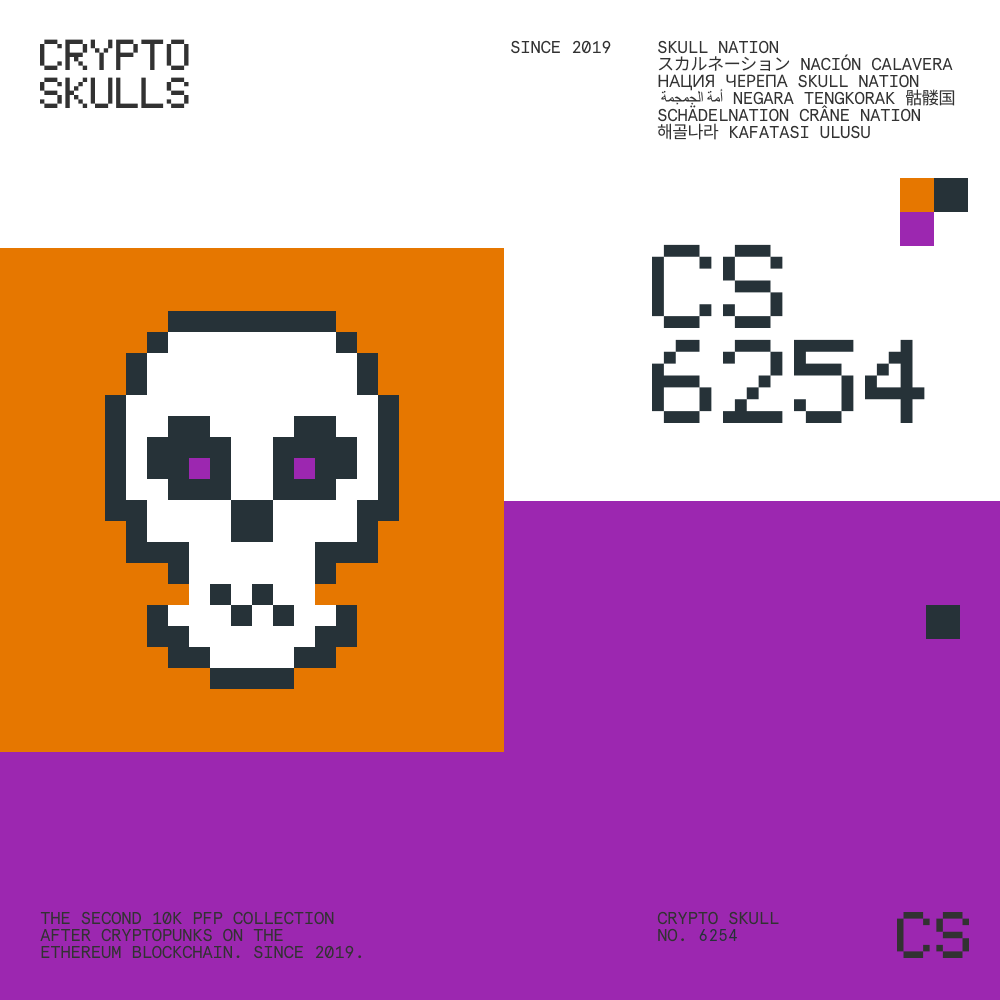 CRYPTO
SKULLS
SINCE 2019
SKULL NATION
スカルネーション NACIÓN CALAVERA
НАЦИЯ ЧЕРЕПА SKULL NATION
أمة الجمجمة NEGARA TENGKORAK 骷髅国
SCHÄDELNATION CRÂNE NATION
해골나라 KAFATASI ULUSU
CS
6254
THE SECOND 10K PFP COLLECTION
AFTER CRYPTOPUNKS ON THE
ETHEREUM BLOCKCHAIN. SINCE 2019.
CRYPTO SKULL
NO. 6254
CS